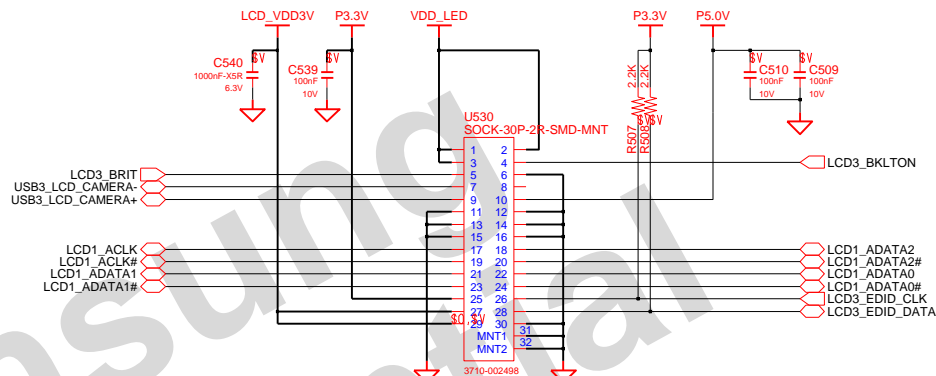 LCD_VDD3V P3.3V VDD_LED P3.3V P5.0V
$V
C540
1000nF-X5R
6.3V
$V
C539
100nF
10V
2.2K
2.2K
R507
R508
$V
$V
C510
100nF
10V
$V
C509
100nF
10V
U530
SOCK-30P-2R-SMD-MNT
1 2
3 4 LCD3_BKLTON
LCD3_BRIT 5 6
USB3_LCD_CAMERA- 7 8
USB3_LCD_CAMERA+ 9 10
11 12
13 14
15 16
LCD1_ACLK 17 18 LCD1_ADATA2
LCD1_ACLK# 19 20 LCD1_ADATA2#
LCD1_ADATA1 21 22 LCD1_ADATA0
LCD1_ADATA1# 23 24 LCD1_ADATA0#
25 26 LCD3_EDID_CLK
27 28 LCD3_EDID_DATA
29 30
MNT1 31
MNT2 32
3710-002498